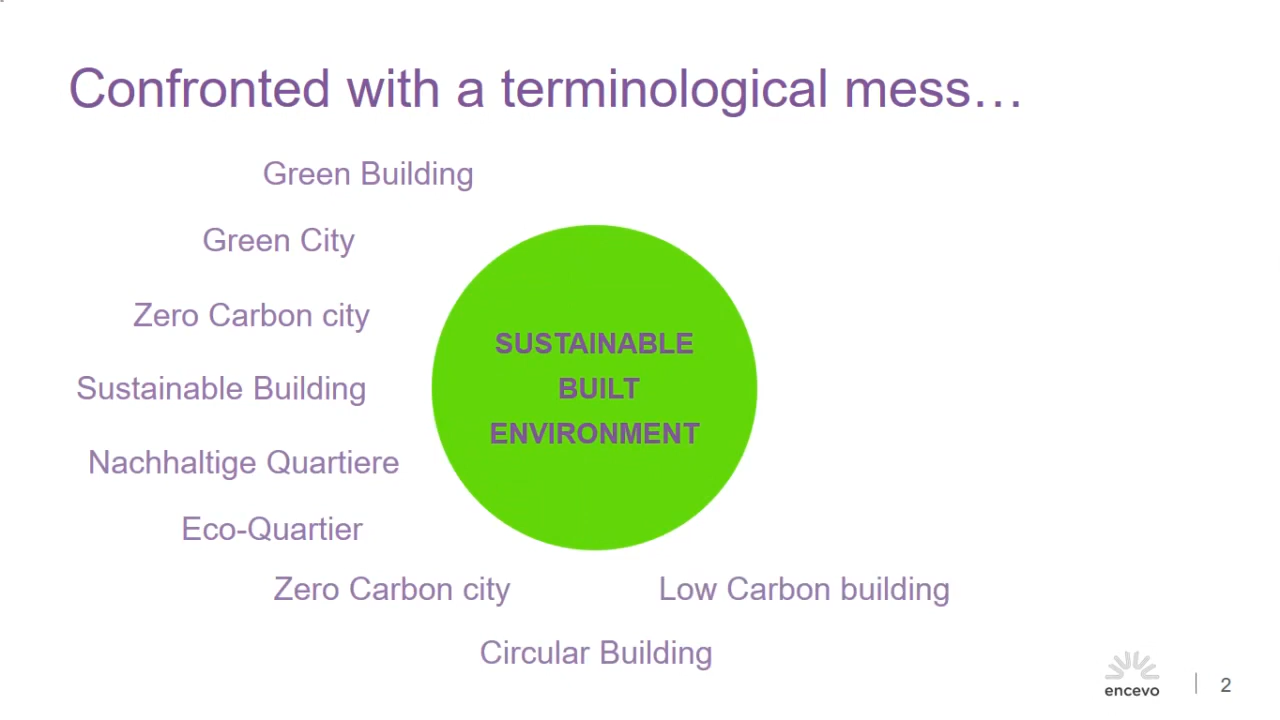 Confronted with a terminological mess…
Green Building
Green City
Zero Carbon city
Sustainable Building
Nachhaltige Quartiere
Eco-Quartier
Zero Carbon city
Low Carbon building
Circular Building
SUSTAINABLE
BUILT
ENVIRONMENT
encevo
2